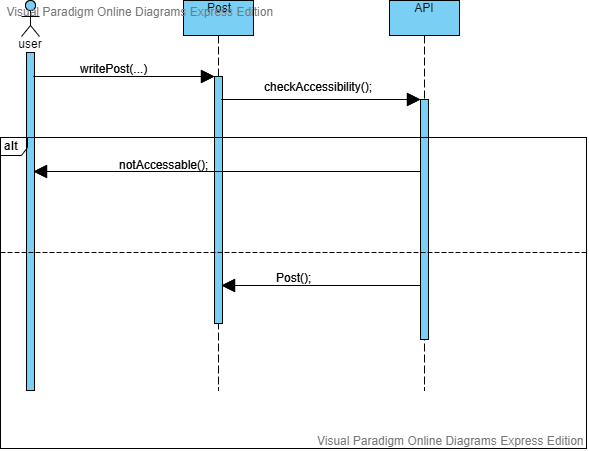 Visual Paradigm Online Diagrams Express Edition
Post
API
user
writePost(...)
checkAccessibility();
alt
notAccessable();
Post();
Visual Paradigm Online Diagrams Express Edition